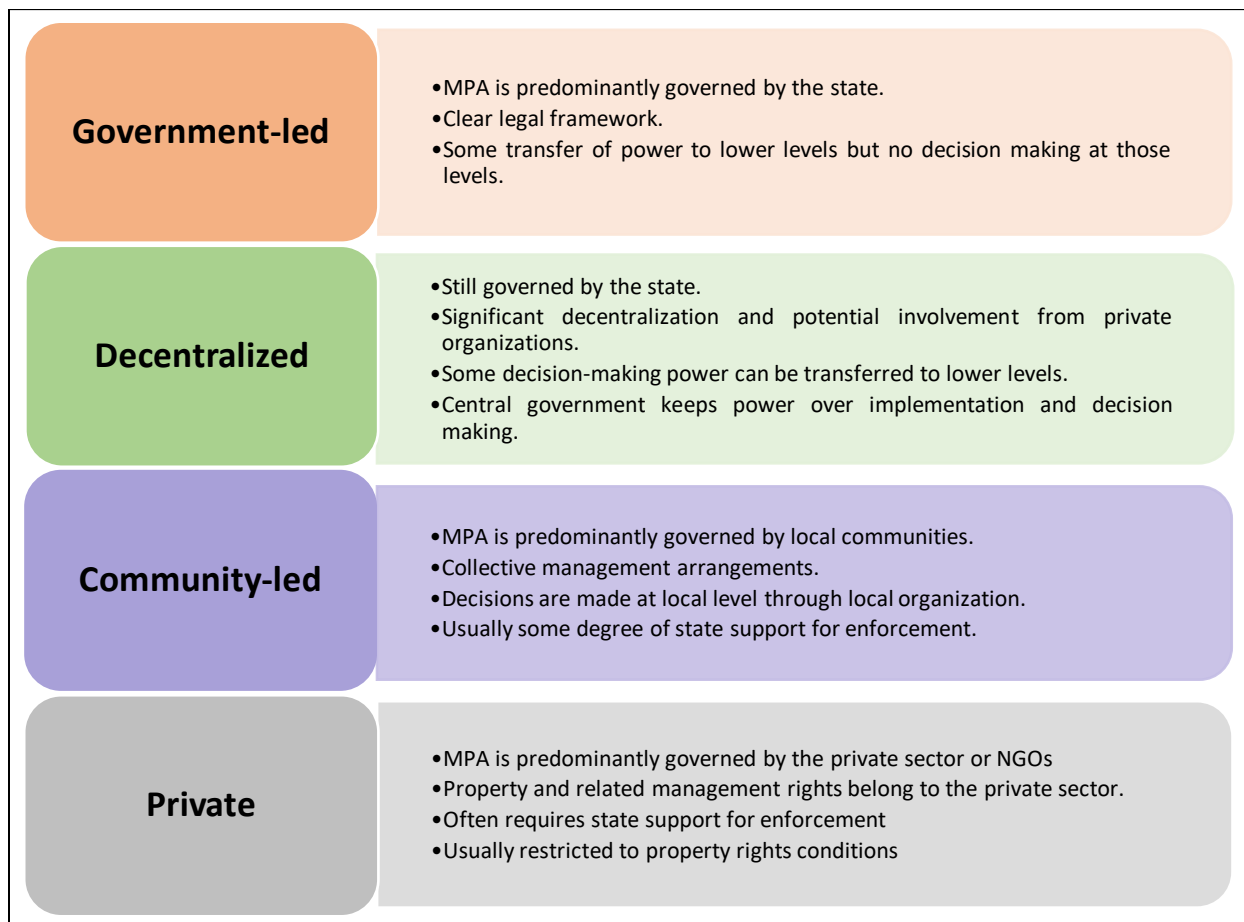 Government-led
•MPA is predominantly governed by the state.
•Clear legal framework.
•Some transfer of power to lower levels but no decision making at those
levels.
Decentralized
•Still governed by the state.
•Significant decentralization and potential involvement from private
organizations.
•Some decision-making power can be transferred to lower levels.
•Central government keeps power over implementation and decision
making.
Community-led
•MPA is predominantly governed by local communities.
•Collective management arrangements.
•Decisions are made at local level through local organization.
•Usually some degree of state support for enforcement.
Private
•MPA is predominantly governed by the private sector or NGOs
•Property and related management rights belong to the private sector.
•Often requires state support for enforcement
•Usually restricted to property rights conditions